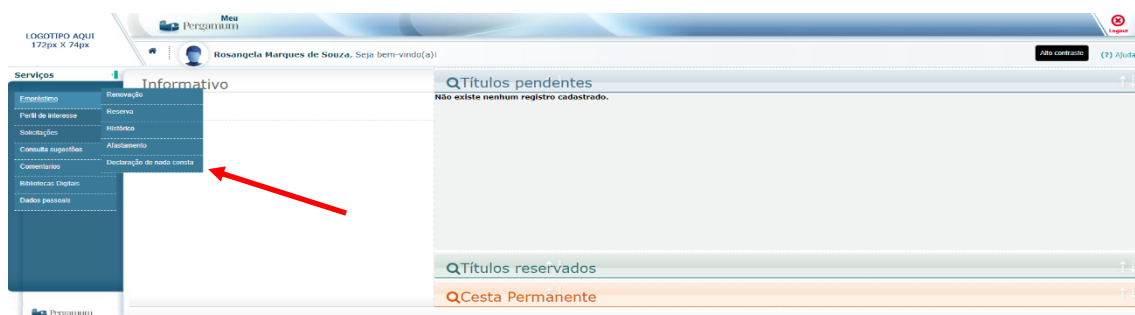 LOGOTIPO AQUI
172px X 74px
Meu
Pergamum
Logout
Rosangela Marques de Souza, Seja bem-vindo(a)!
Alto contraste
(?) Ajuda
Serviços
Empréstimo
Perfil de interesse
Solicitações
Consulta sugestões
Comentários
Bibliotecas Digitais
Dados pessoais
Renovação
Reserva
Histórico
Afastamento
Declaração de nada consta
Informativo
Títulos pendentes
Não existe nenhum registro cadastrado.
Títulos reservados
Cesta Permanente
Pergamum